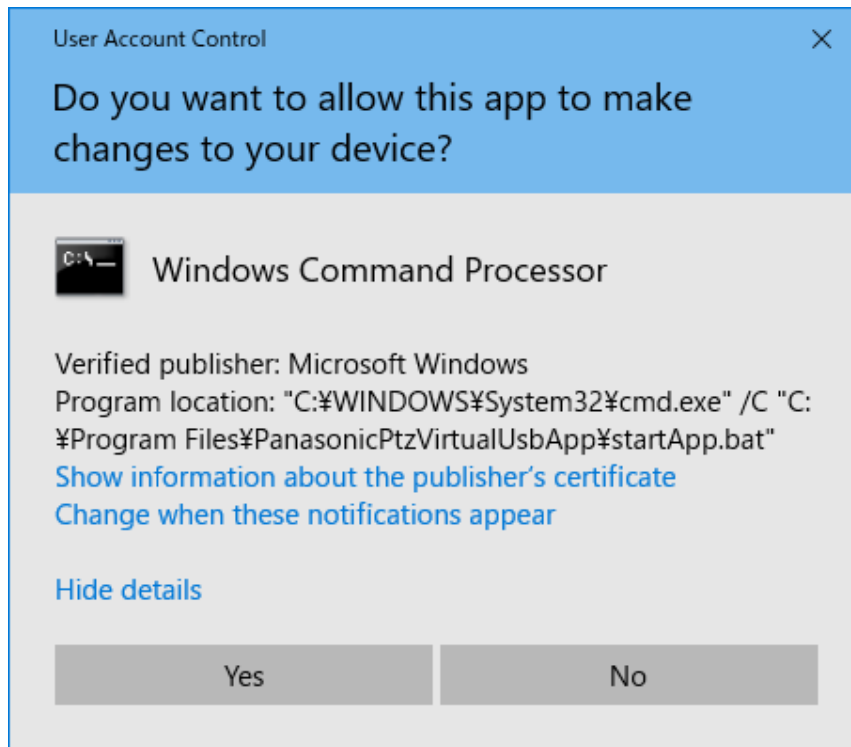 User Account Control
Do you want to allow this app to make
changes to your device?
C:\
Windows Command Processor
Verified publisher: Microsoft Windows
Program location: "C:¥WINDOWS¥System32¥cmd.exe" /C "C:
¥Program Files¥PanasonicPtzVirtualUsbApp¥startApp.bat"
Show information about the publisher's certificate
Change when these notifications appear
Hide details
Yes
No